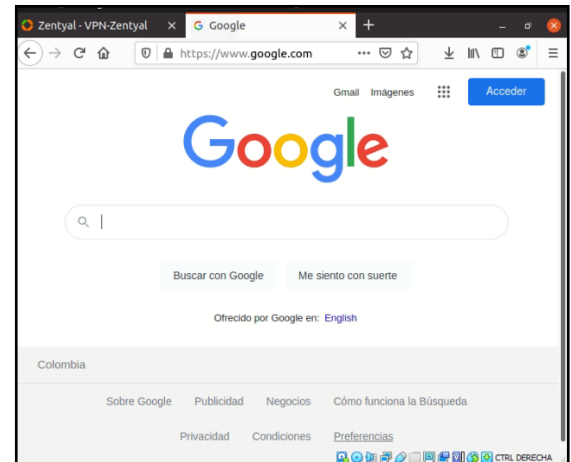 Zentyal - VPN-Zentyal Google
https://www.google.com
Gmail Imágenes Acceder
Google
Buscar con Google Me siento con suerte
Ofrecido por Google en: English
Colombia
Sobre Google Publicidad Negocios Cómo funciona la Búsqueda
Privacidad Condiciones Preferencias
CTRL DERECHA